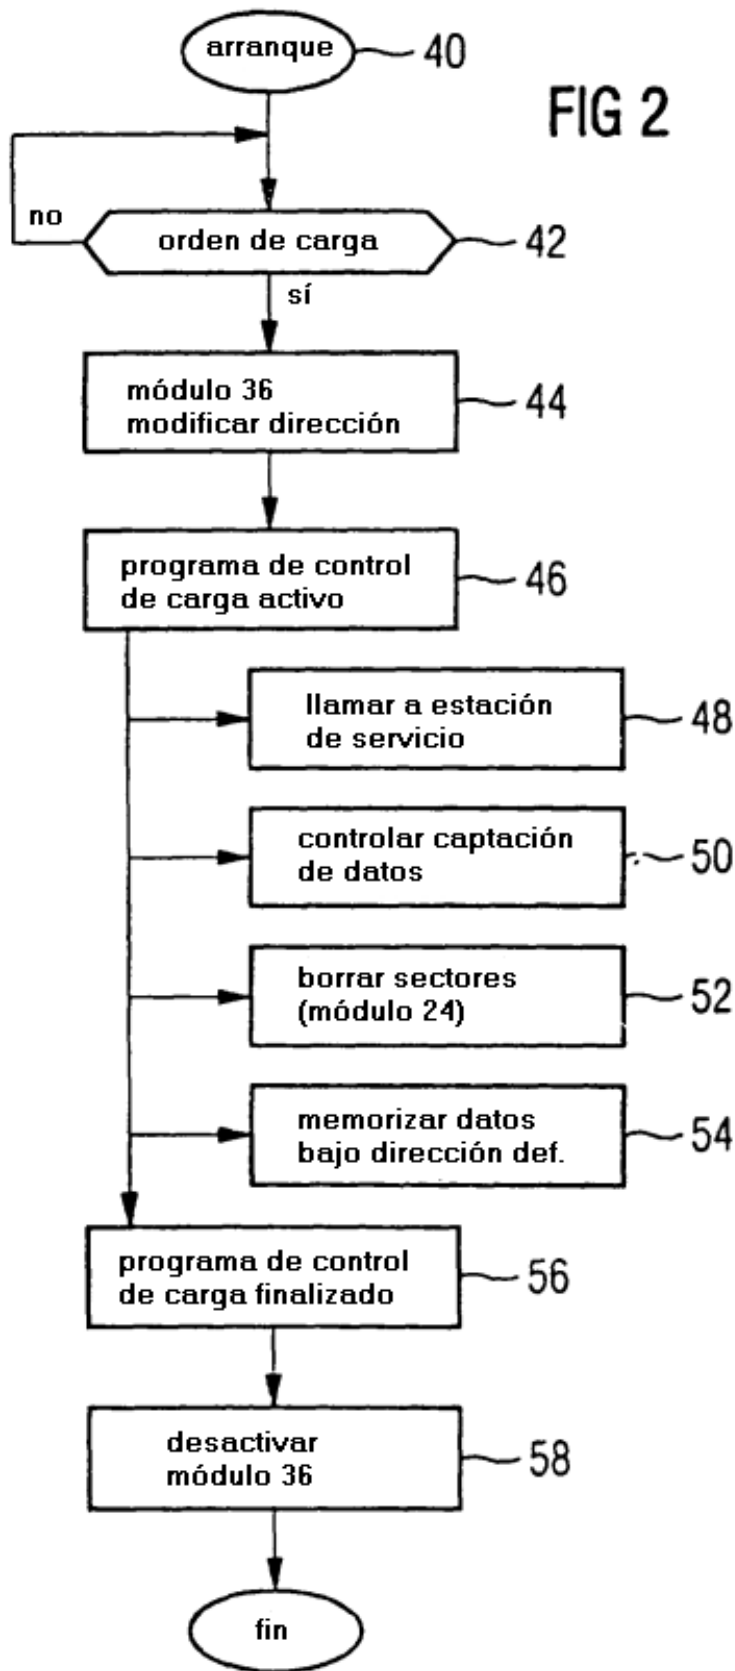 arranque
40
FIG 2
no
orden de carga
42
sí
módulo 36
modificar dirección
44
programa de control
de carga activo
46
llamar a estación
de servicio
48
controlar captación
de datos
50
borrar sectores
(módulo 24)
52
memorizar datos
bajo dirección def.
54
programa de control
de carga finalizado
56
desactivar
módulo 36
58
fin